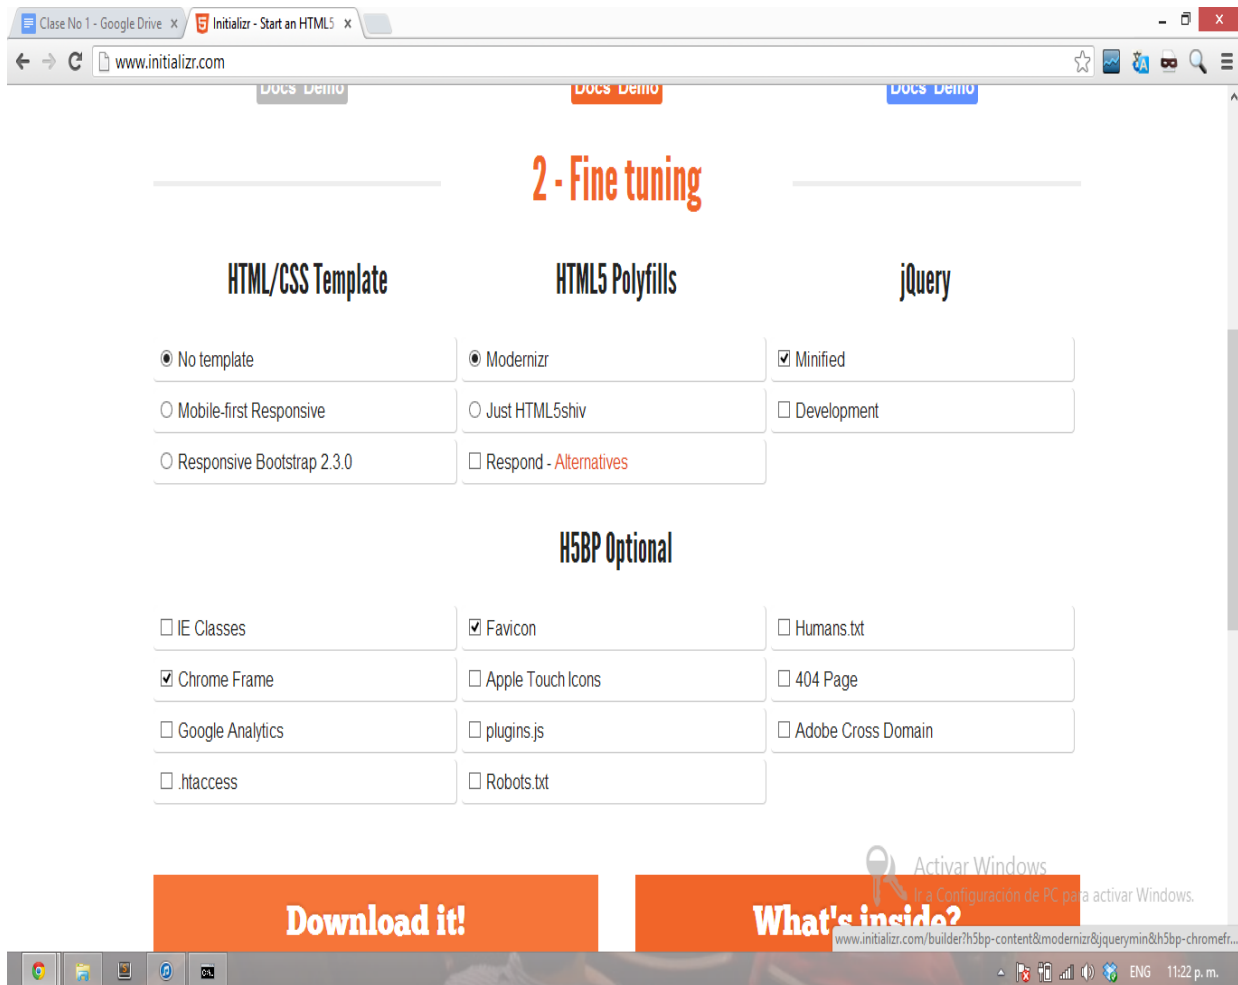 Clase No 1 - Google Drive x Initializr - Start an HTML5 x
www.initializr.com
Docs Demo Docs Demo Docs Demo
2 - Fine tuning
HTML/CSS Template HTML5 Polyfills jQuery
No template Modernizr Minified
Mobile-first Responsive Just HTML5shiv Development
Responsive Bootstrap 2.3.0 Respond - Alternatives
H5BP Optional
IE Classes Favicon Humans.txt
Chrome Frame Apple Touch Icons 404 Page
Google Analytics plugins.js Adobe Cross Domain
.htaccess Robots.txt
Activar Windows
Ir a Configuración de PC para activar Windows.
Download it! What's inside?
www.initializr.com/builder?h5bp-content&modernizr&jquerymin&h5bp-chromefr...
ENG 11:22 p. m.